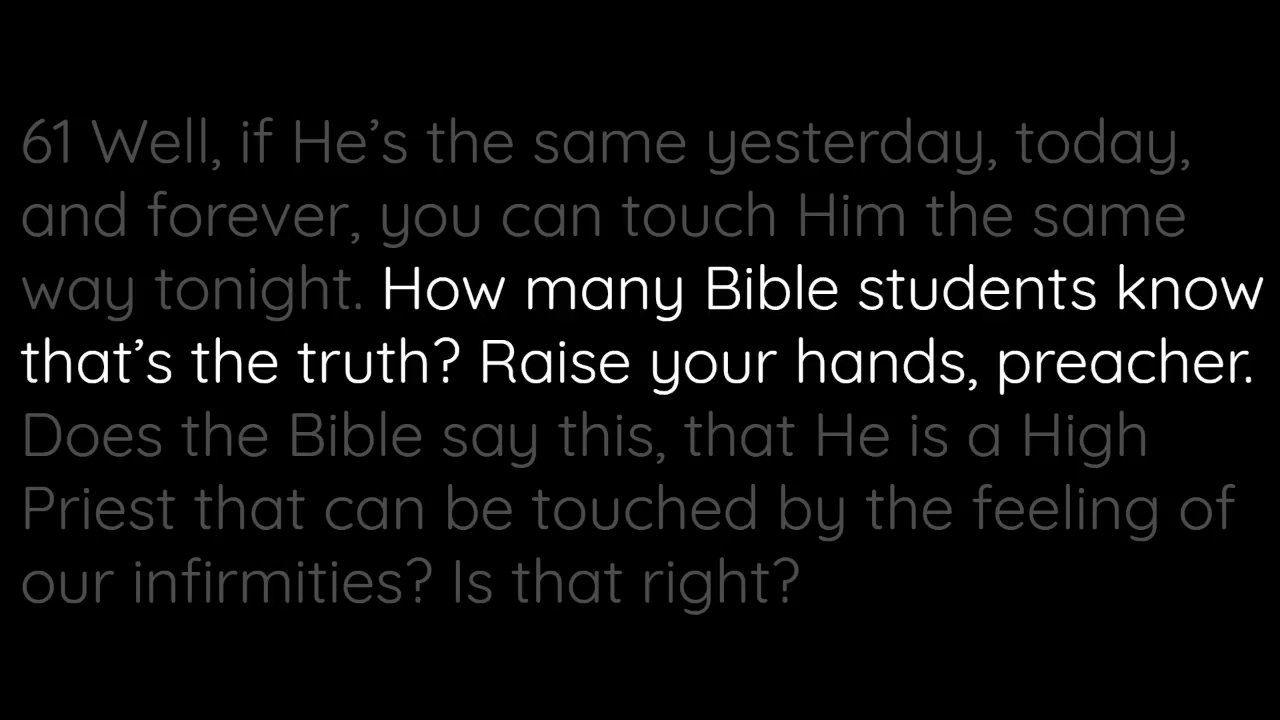 61 Well, if He’s the same yesterday, today,
and forever, you can touch Him the same
way tonight. How many Bible students know
that’s the truth? Raise your hands, preacher.
Does the Bible say this, that He is a High
Priest that can be touched by the feeling of
our infirmities? Is that right?